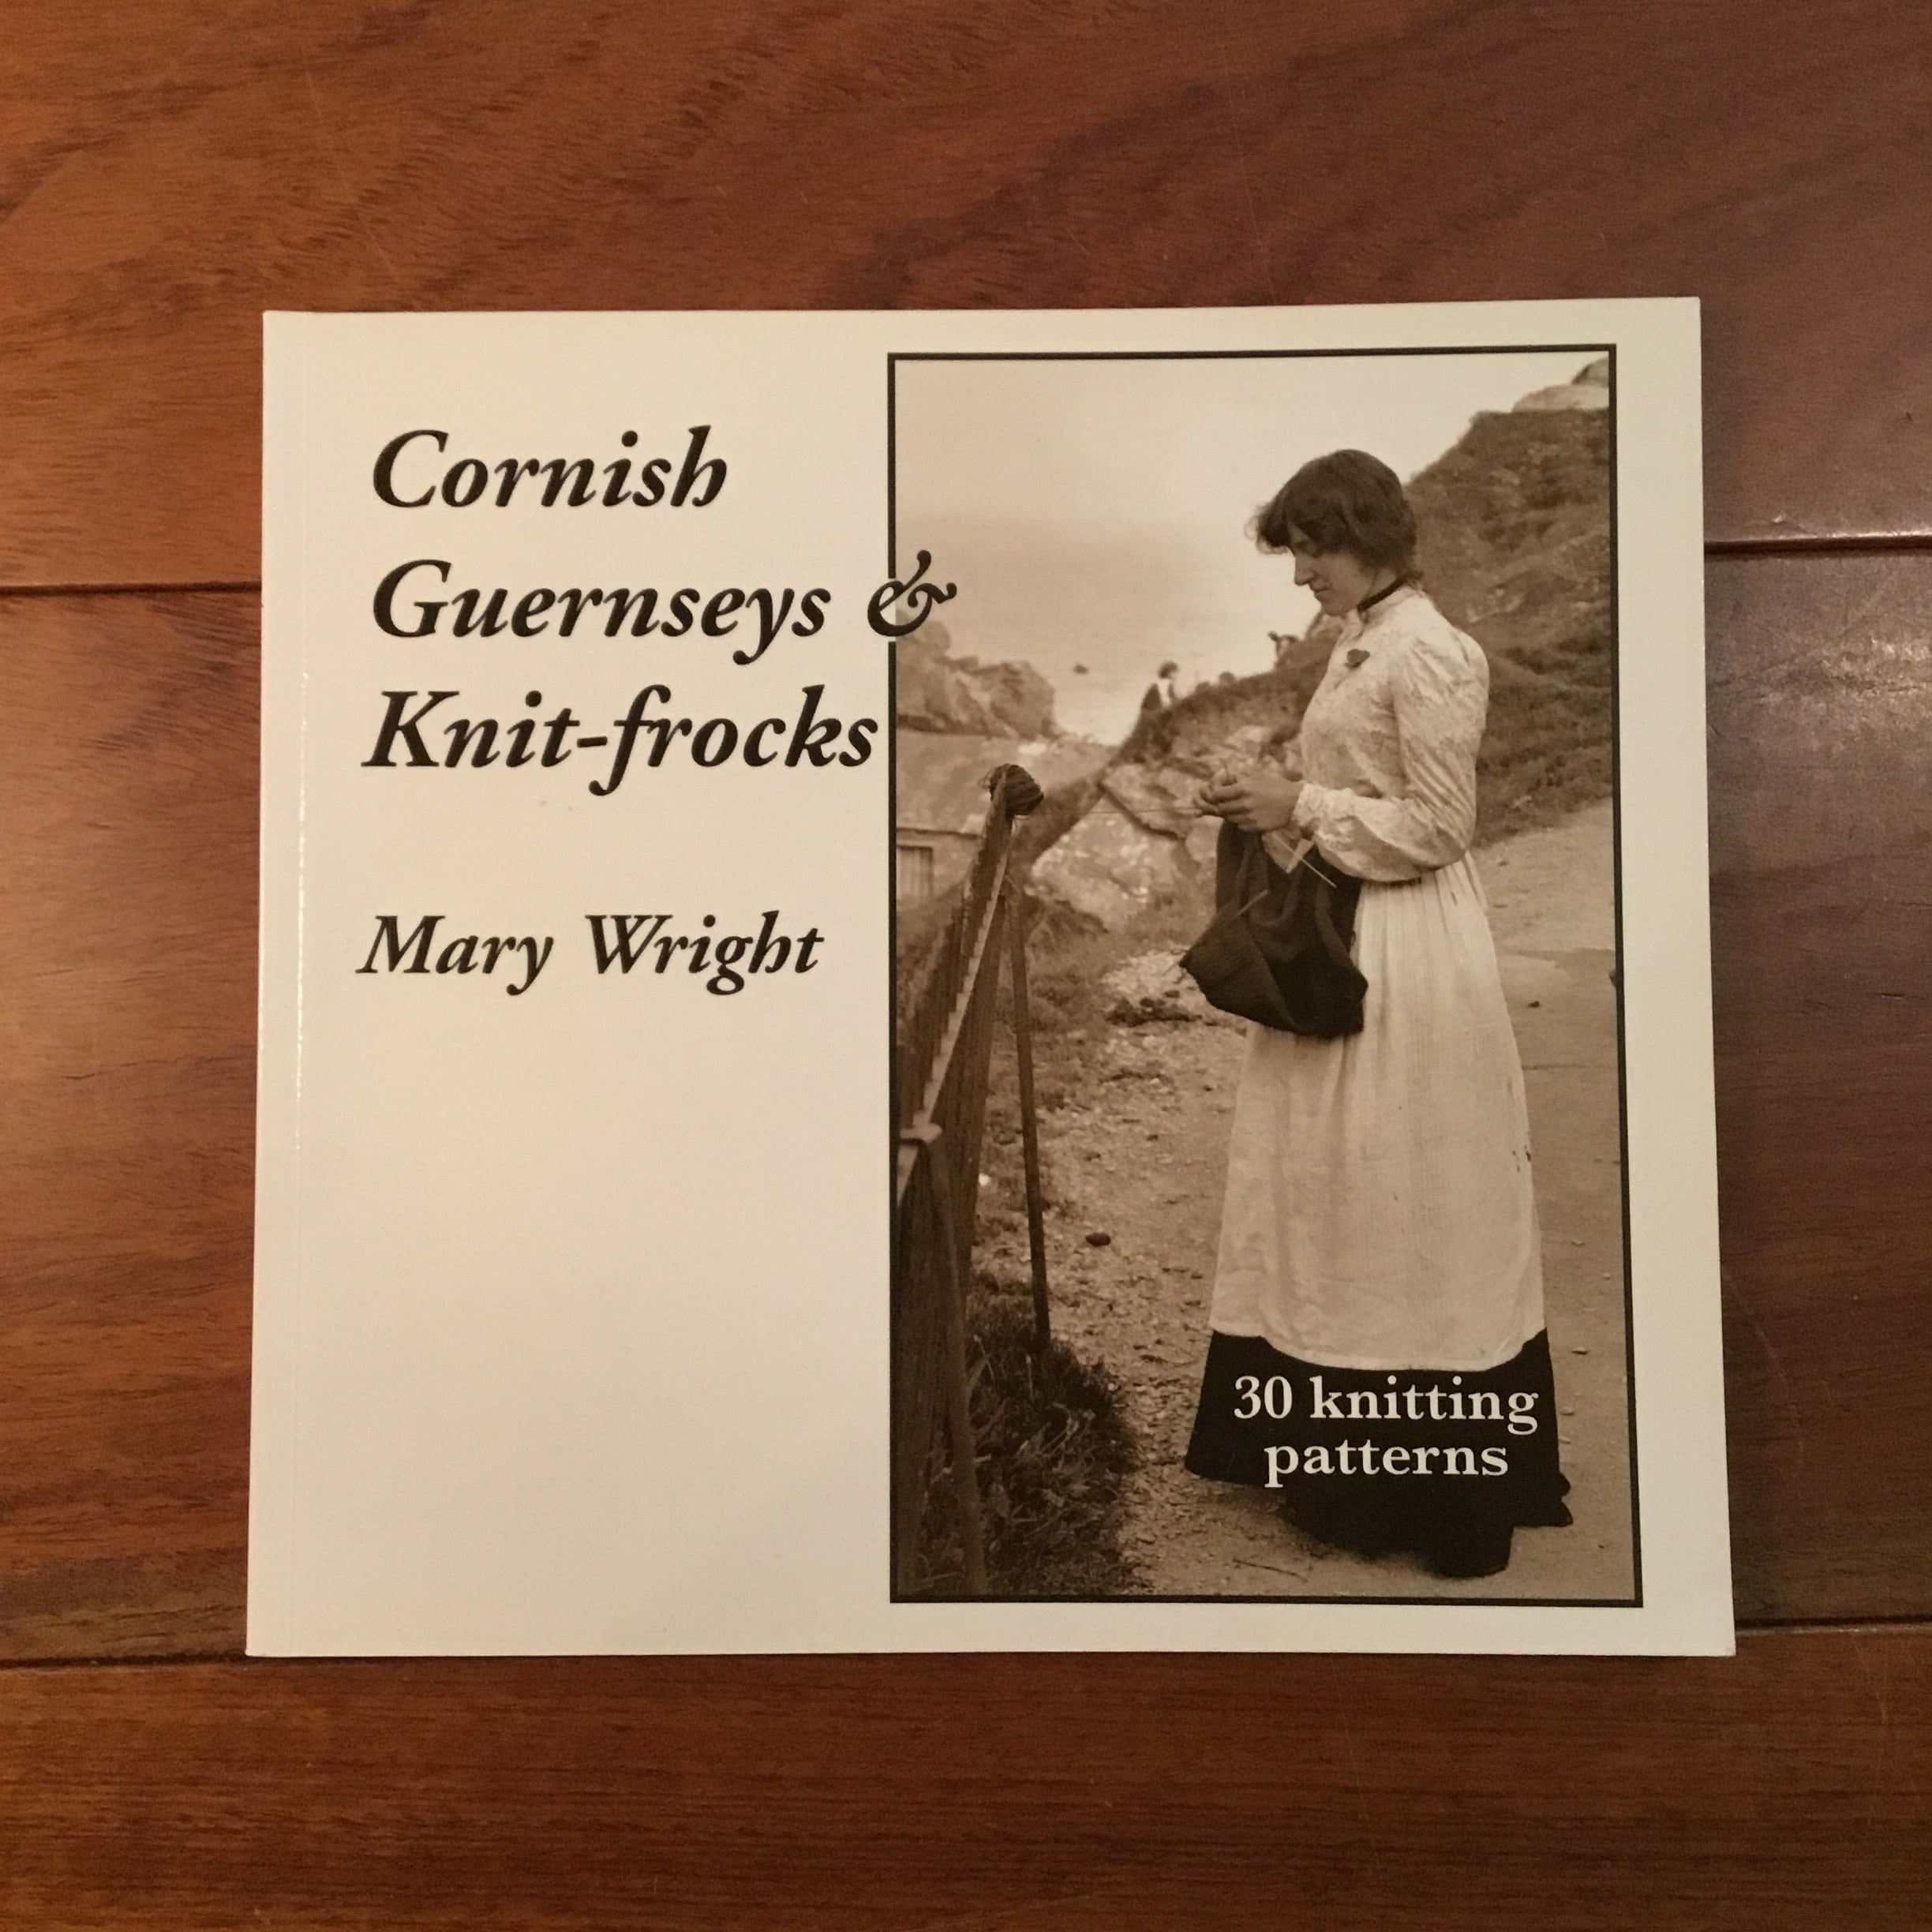 Cornish
Guernseys &
Knit-frocks
Mary Wright
30 knitting
patterns